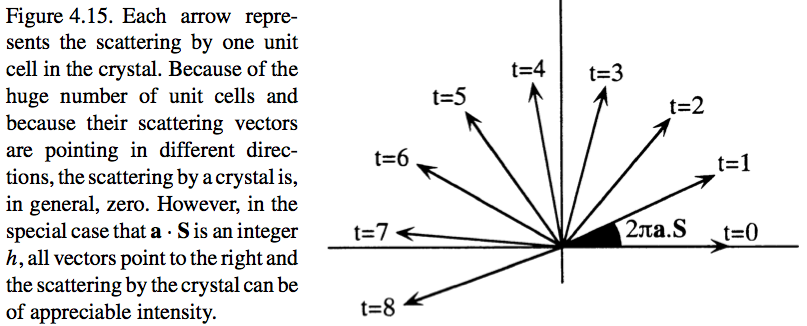 Figure 4.15. Each arrow repre-
sents the scattering by one unit
cell in the crystal. Because of the
huge number of unit cells and
because their scattering vectors
are pointing in different direc-
tions, the scattering by a crystal is,
in general, zero. However, in the
special case that a · S is an integer
h, all vectors point to the right and
the scattering by the crystal can be
of appreciable intensity.
t=4
t=3
t=5
t=2
t=6
t=1
t=7
2πa.S
t=0
t=8